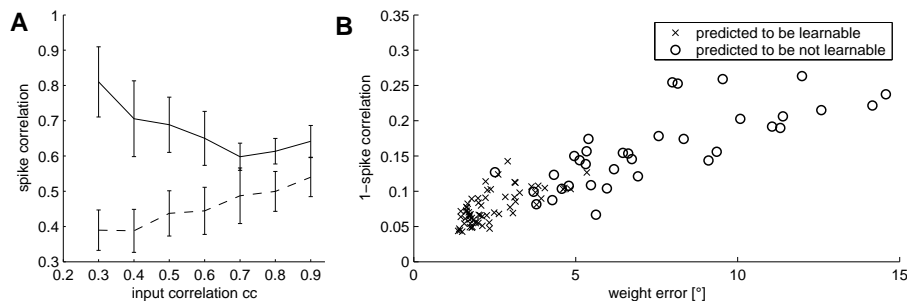 A
spike correlation
1
0.9
0.8
0.7
0.6
0.5
0.4
0.3
0.2 0.3 0.4 0.5 0.6 0.7 0.8 0.9
input correlation cc
B
1−spike correlation
0.35
0.3
0.25
0.2
0.15
0.1
0.05
0
0 5 10 15
weight error [°]
predicted to be learnable
predicted to be not learnable